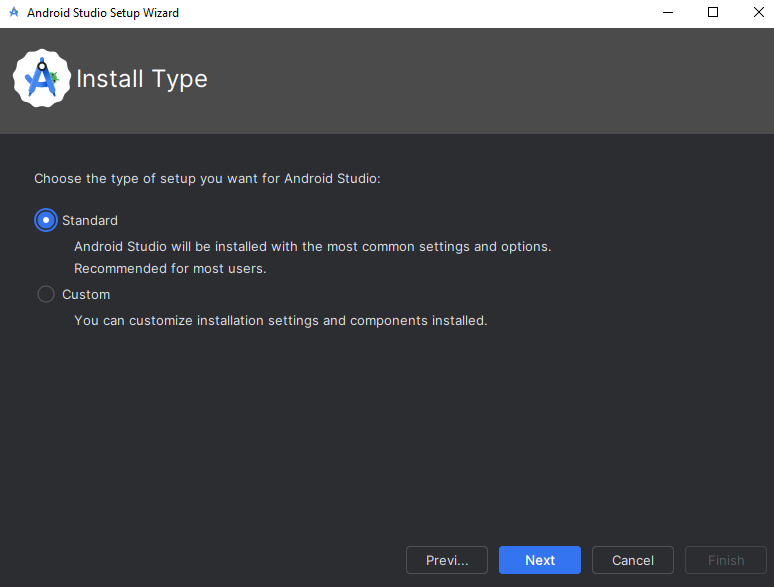 Android Studio Setup Wizard
Install Type
Choose the type of setup you want for Android Studio:
Standard
Android Studio will be installed with the most common settings and options.
Recommended for most users.
Custom
You can customize installation settings and components installed.
Previ... Next Cancel Finish